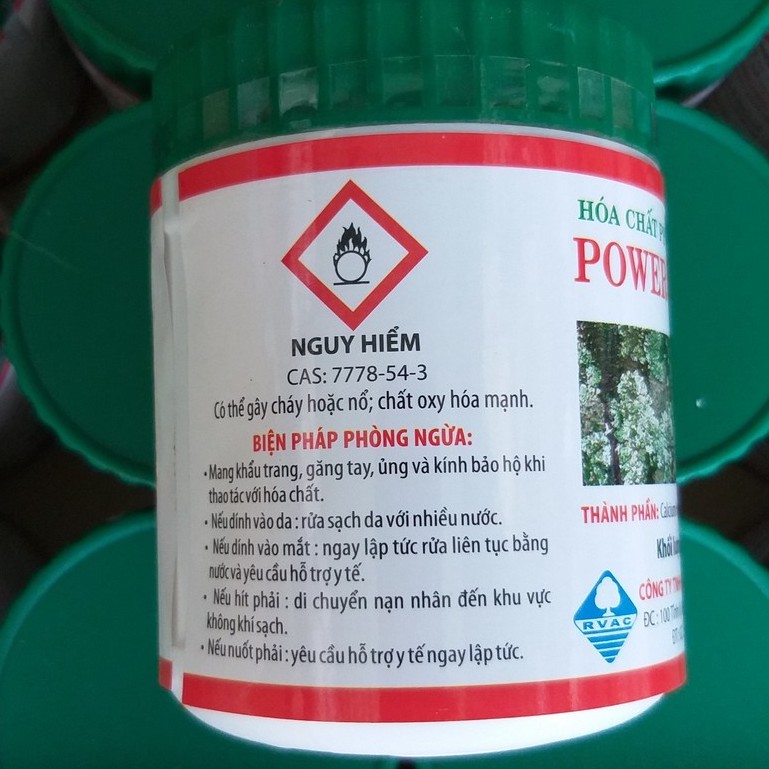 NGUY HIỂM
CAS: 7778-54-3
Có thể gây cháy hoặc nổ; chất oxy hóa mạnh.
BIỆN PHÁP PHÒNG NGỪA:
• Mang khẩu trang, găng tay, ủng và kính bảo hộ khi
thao tác với hóa chất.
• Nếu dính vào da : rửa sạch da với nhiều nước.
• Nếu dính vào mắt : ngay lập tức rửa liên tục bằng
nước và yêu cầu hỗ trợ y tế.
• Nếu hít phải : di chuyển nạn nhân đến khu vực
không khí sạch.
• Nếu nuốt phải : yêu cầu hỗ trợ y tế ngay lập tức.
HÓA CHẤT
POWER
THÀNH PHẦN: Calcium
Khối
RVAC
CÔNG TY
ĐC : 100